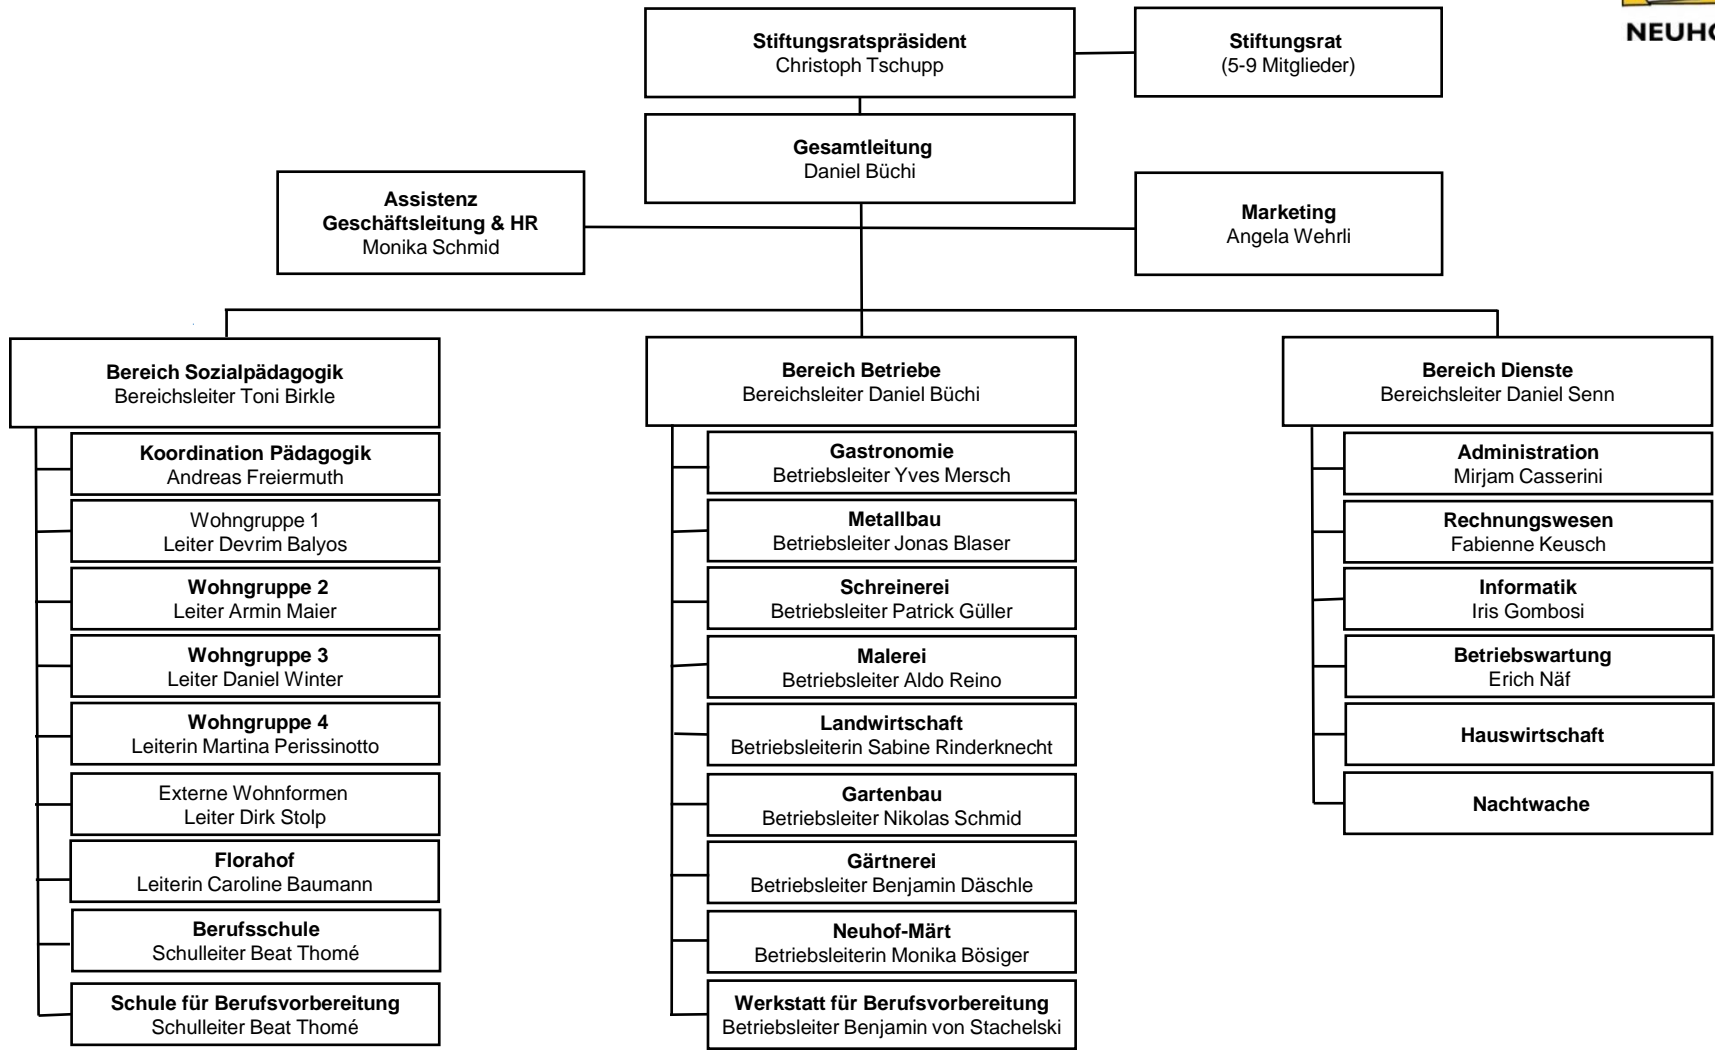 NEUHO
Stiftungsratspräsident
Christoph Tschupp
Stiftungsrat
(5-9 Mitglieder)
Gesamtleitung
Daniel Büchi
Assistenz
Geschäftsleitung & HR
Monika Schmid
Marketing
Angela Wehrli
Bereich Sozialpädagogik
Bereichsleiter Toni Birkle
Koordination Pädagogik
Andreas Freiermuth
Wohngruppe 1
Leiter Devrim Balyos
Wohngruppe 2
Leiter Armin Maier
Wohngruppe 3
Leiter Daniel Winter
Wohngruppe 4
Leiterin Martina Perissinotto
Externe Wohnformen
Leiter Dirk Stolp
Florahof
Leiterin Caroline Baumann
Berufsschule
Schulleiter Beat Thomé
Schule für Berufsvorbereitung
Schulleiter Beat Thomé
Bereich Betriebe
Bereichsleiter Daniel Büchi
Gastronomie
Betriebsleiter Yves Mersch
Metallbau
Betriebsleiter Jonas Blaser
Schreinerei
Betriebsleiter Patrick Güller
Malerei
Betriebsleiter Aldo Reino
Landwirtschaft
Betriebsleiterin Sabine Rinderknecht
Gartenbau
Betriebsleiter Nikolas Schmid
Gärtnerei
Betriebsleiter Benjamin Däschle
Neuhof-Märt
Betriebsleiterin Monika Bösiger
Werkstatt für Berufsvorbereitung
Betriebsleiter Benjamin von Stachelski
Bereich Dienste
Bereichsleiter Daniel Senn
Administration
Mirjam Casserini
Rechnungswesen
Fabienne Keusch
Informatik
Iris Gombosi
Betriebswartung
Erich Näf
Hauswirtschaft
Nachtwache